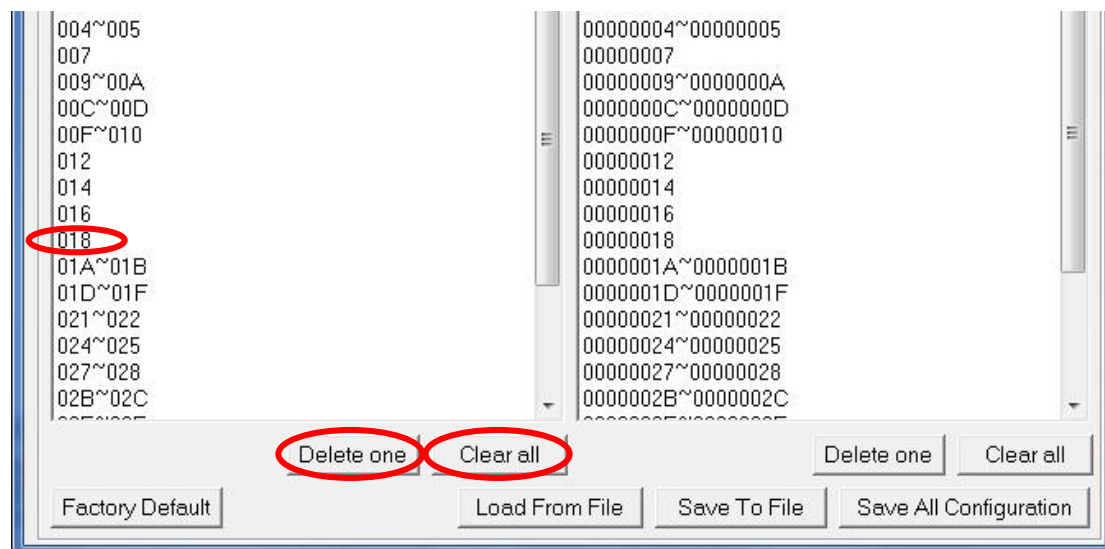 004~005
007
009~00A
00C~00D
00F~010
012
014
016
018
01A~01B
01D~01F
021~022
024~025
027~028
02B~02C
00000004~00000005
00000007
00000009~0000000A
0000000C~0000000D
0000000F~00000010
00000012
00000014
00000016
00000018
0000001A~0000001B
0000001D~0000001F
00000021~00000022
00000024~00000025
00000027~00000028
0000002B~0000002C
Delete one Clear all Delete one Clear all
Factory Default Load From File Save To File Save All Configuration